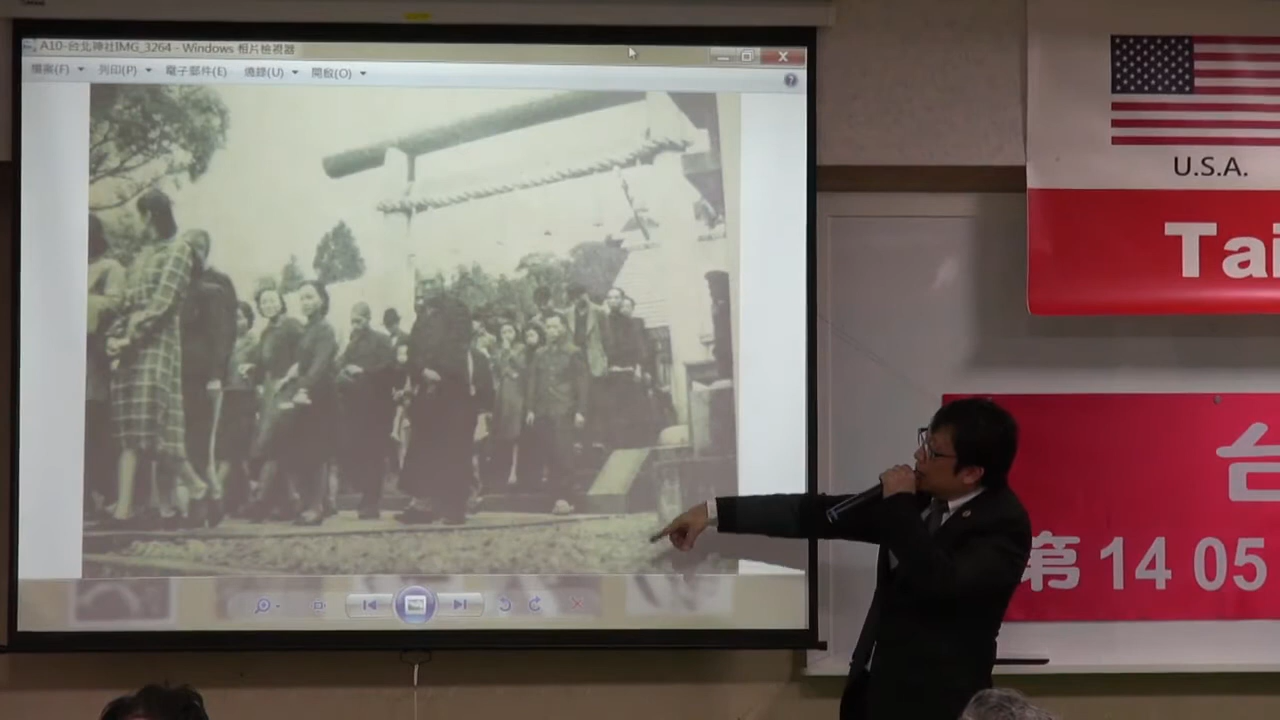 A10-台北神社IMG_3264 - Windows 相片檢視器
檔案(F) 列印(P) 電子郵件(E) 燒錄(U) 開啟(O)
U.S.A.
Tai
台
第 14 05